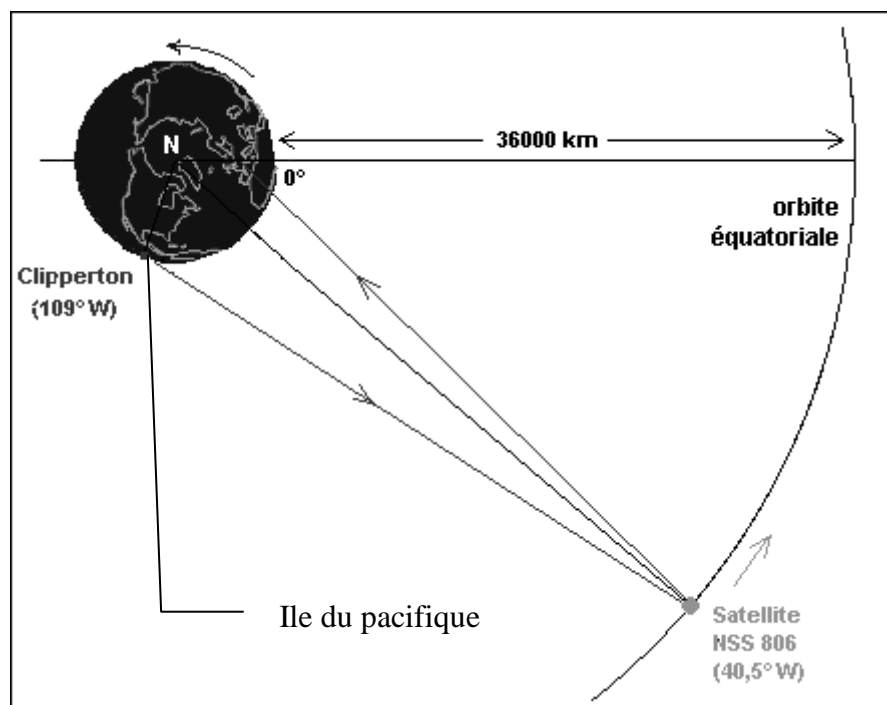 N
36000 km
0°
orbite
équatoriale
Clipperton
(109° W)
Ile du pacifique
Satellite
NSS 806
(40,5° W)